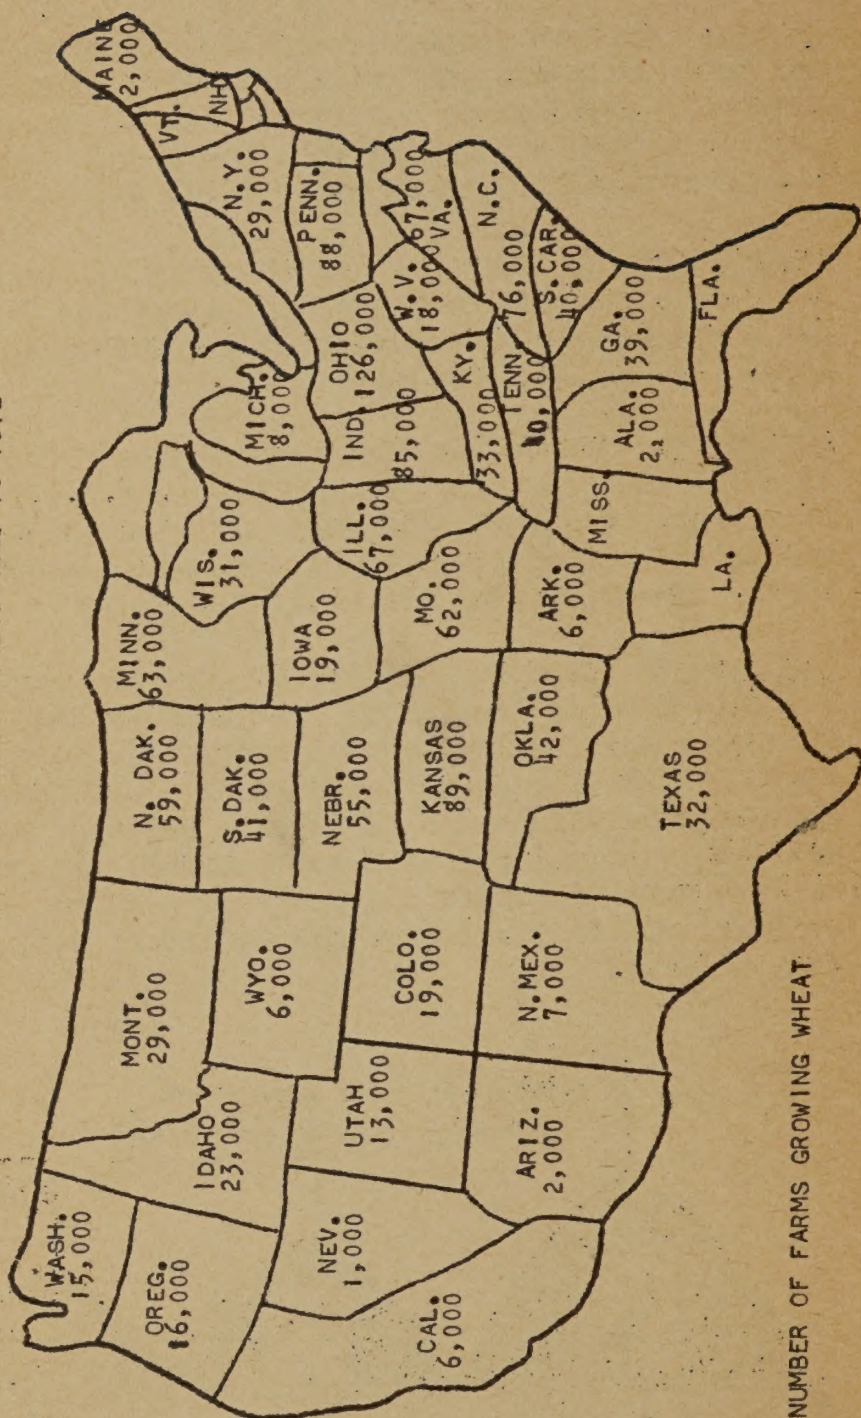 WASH.
15,000
OREG.
16,000
CAL.
6,000
NEV.
1,000
IDAHO
23,000
MONT.
29,000
WYO.
6,000
UTAH
13,000
COLO.
19,000
ARIZ.
2,000
N.MEX.
7,000
N. DAK.
59,000
S.DAK.
41,000
NEBR.
55,000
KANSAS
89,000
OKLA.
42,000
TEXAS
32,000
MINN.
63,000
IOWA
19,000
MO.
62,000
ARK.
6,000
LA.
WIS.
31,000
ILL.
67,000
MISS.
MICH.
8,000
IND.
85,000
OHIO
126,000
KY.
33,000
TENN.
ALA.
2,000
GA.
39,000
FLA.
S.CAR.
40,000
N.C.
76,000
W.V.
18,000
67,000
VA.
PENN.
88,000
N.Y.
29,000
VT.
NH
MAINE
2,000
NUMBER OF FARMS GROWING WHEAT